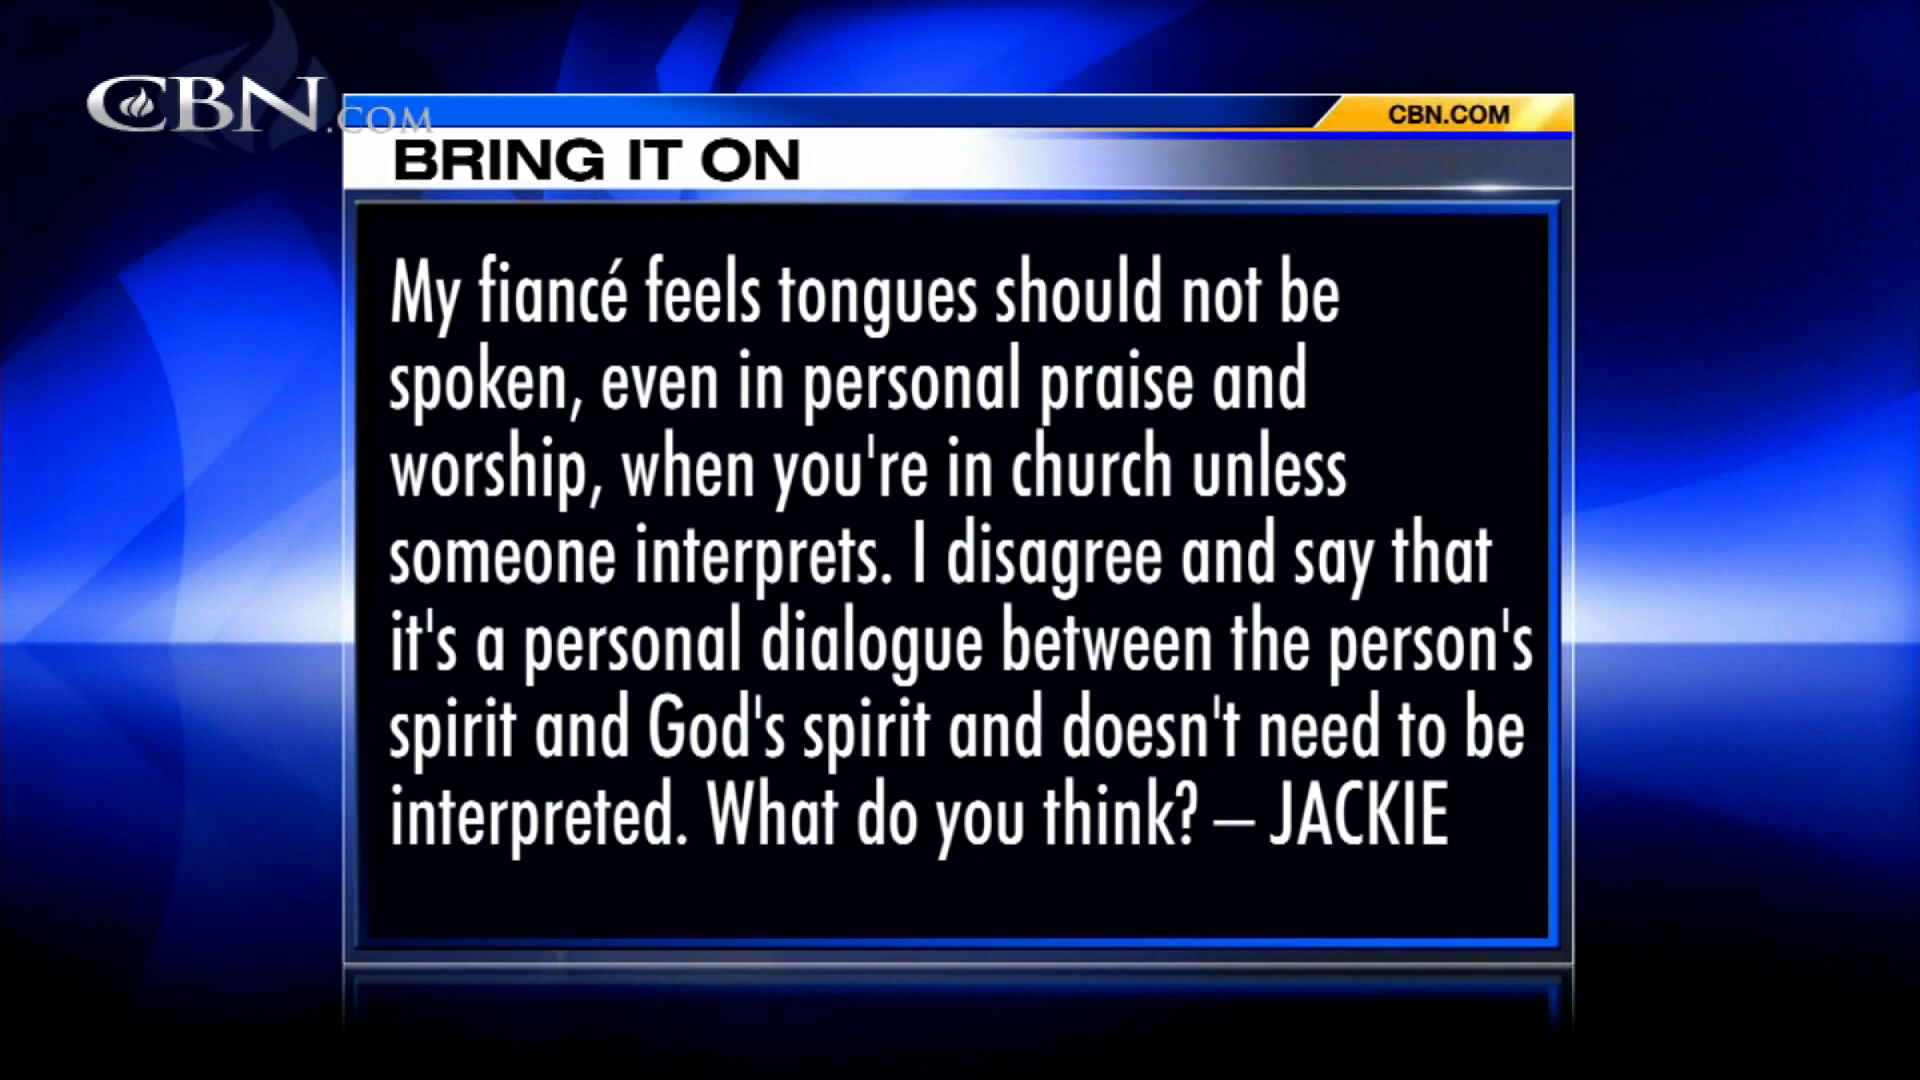 CBN.COM
CBN.COM
BRING IT ON
My fiancé feels tongues should not be
spoken, even in personal praise and
worship, when you're in church unless
someone interprets. I disagree and say that
it's a personal dialogue between the person's
spirit and God's spirit and doesn't need to be
interpreted. What do you think? – JACKIE